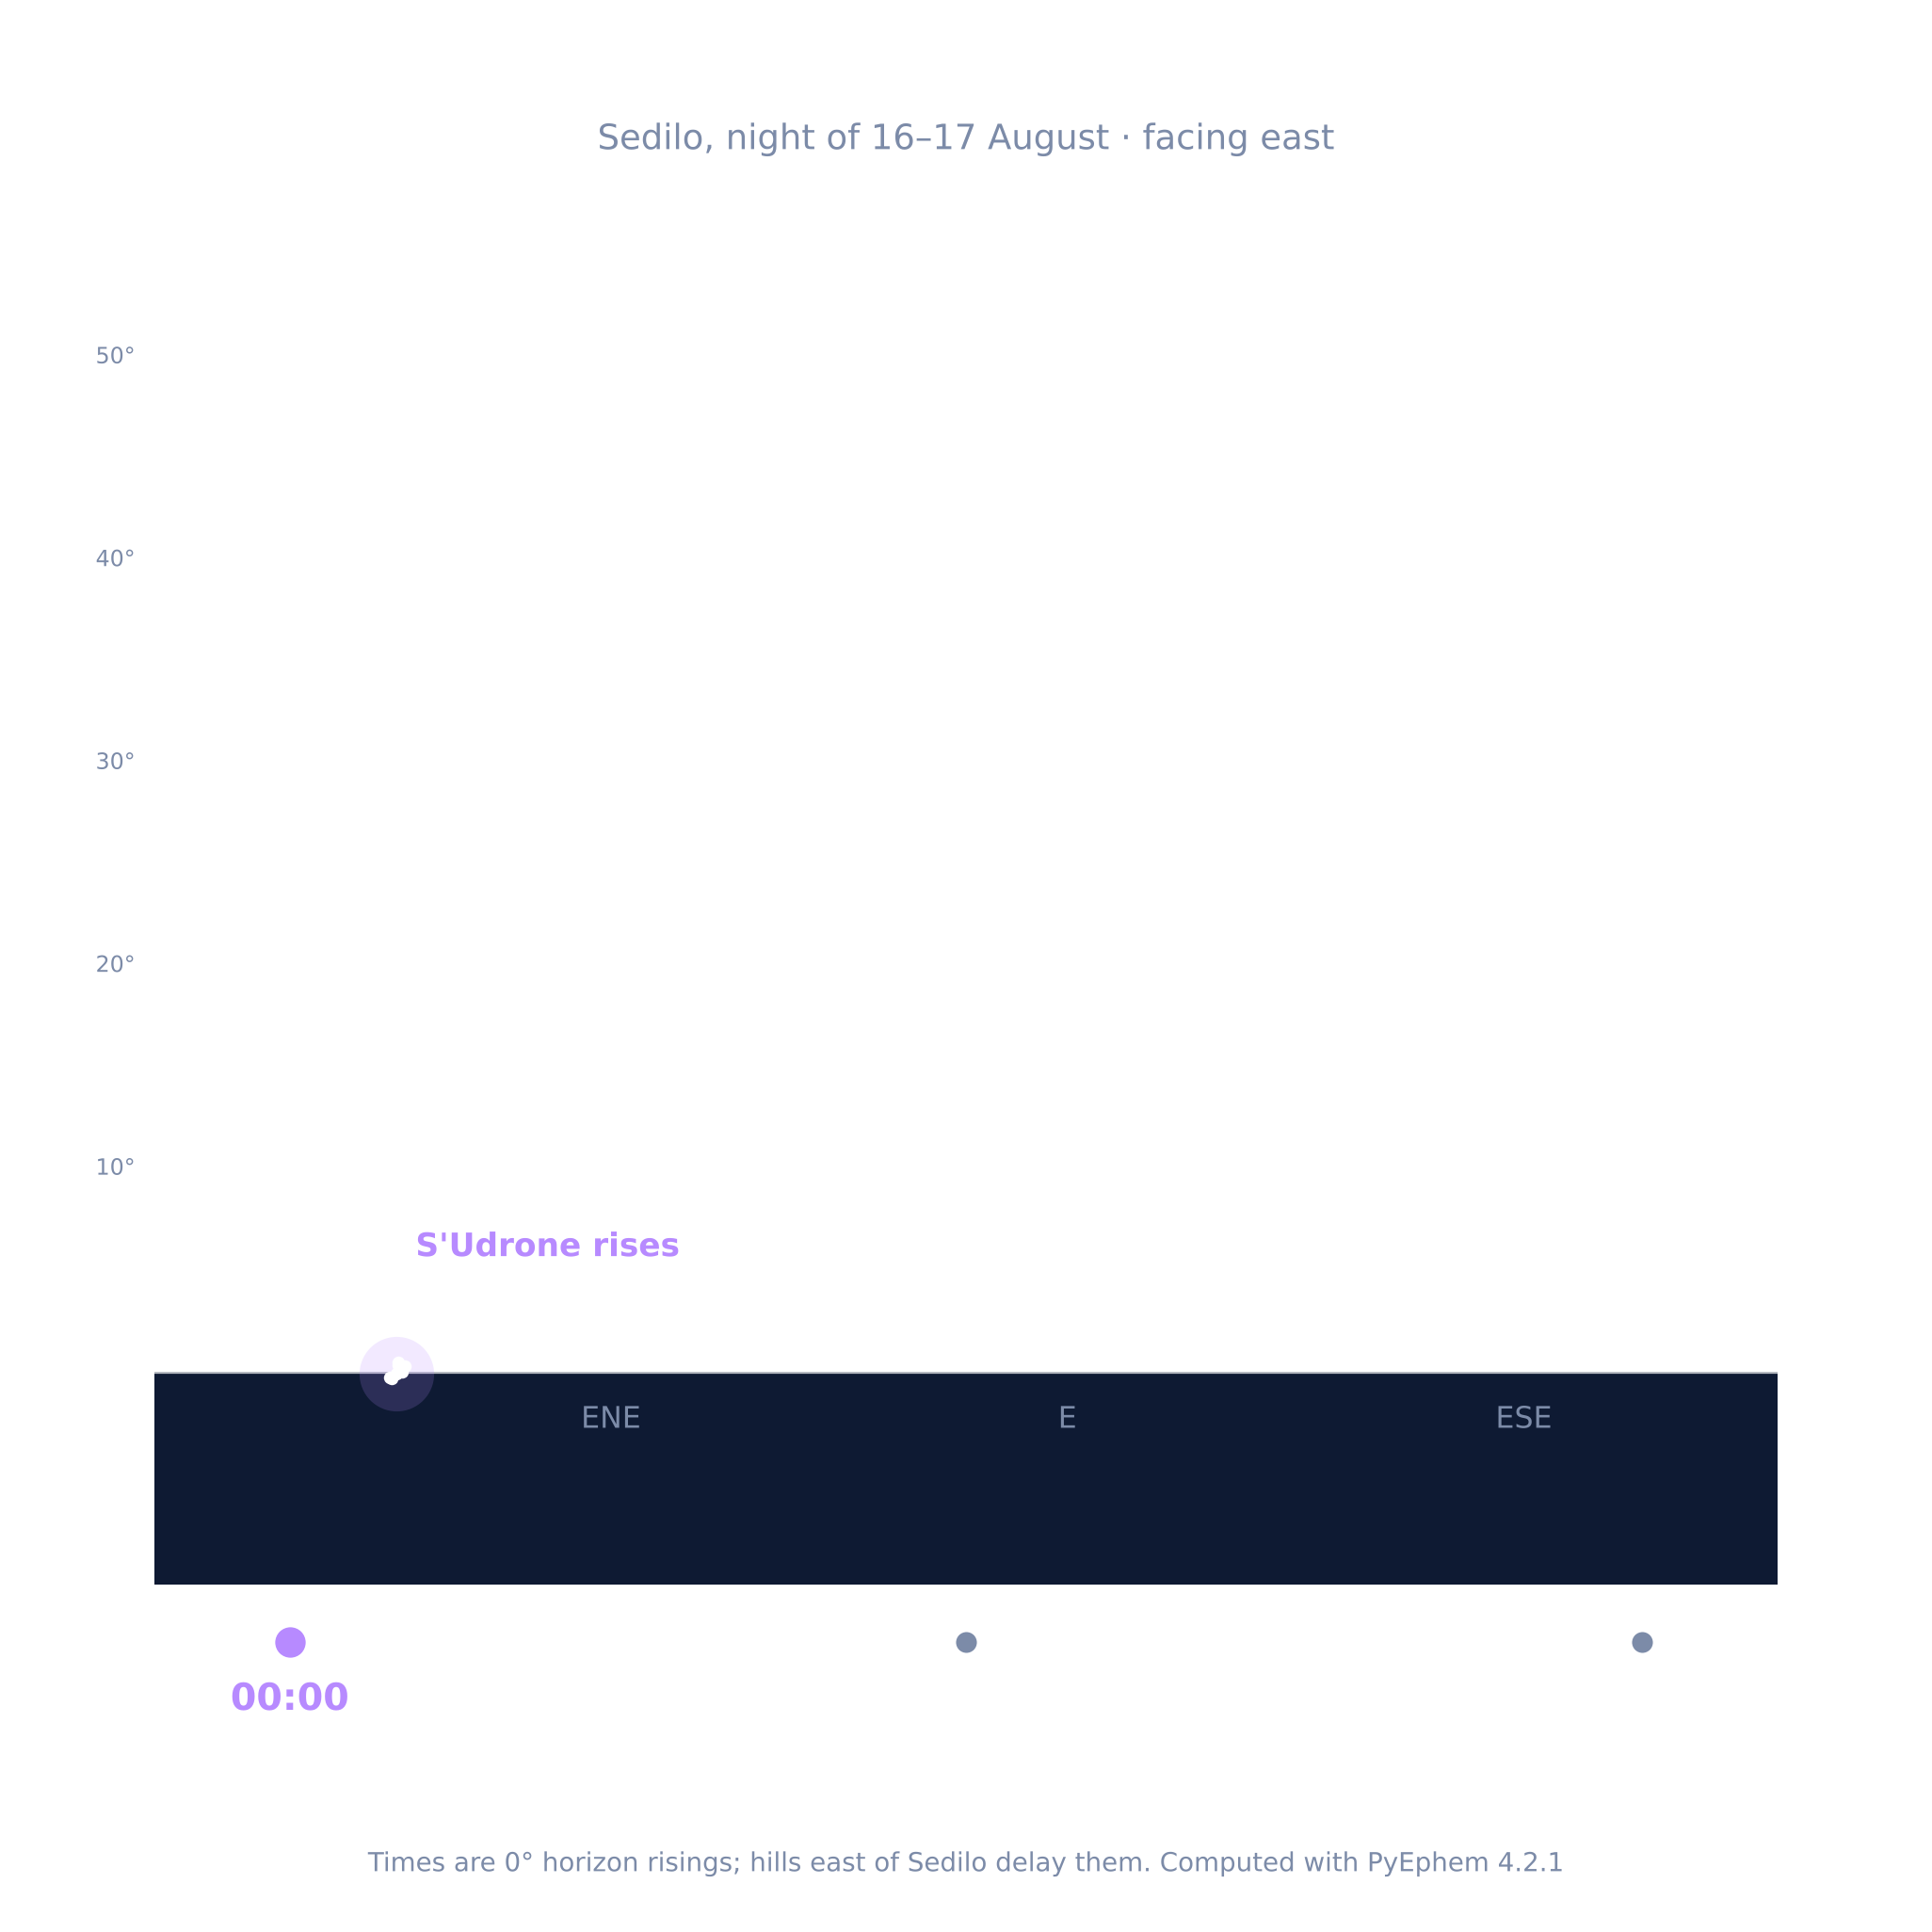 Sedilo, night of 16–17 August · facing east
50°
40°
30°
20°
10°
S'Udrone rises
ENE
E
ESE
00:00
Times are 0° horizon risings; hills east of Sedilo delay them. Computed with PyEphem 4.2.1